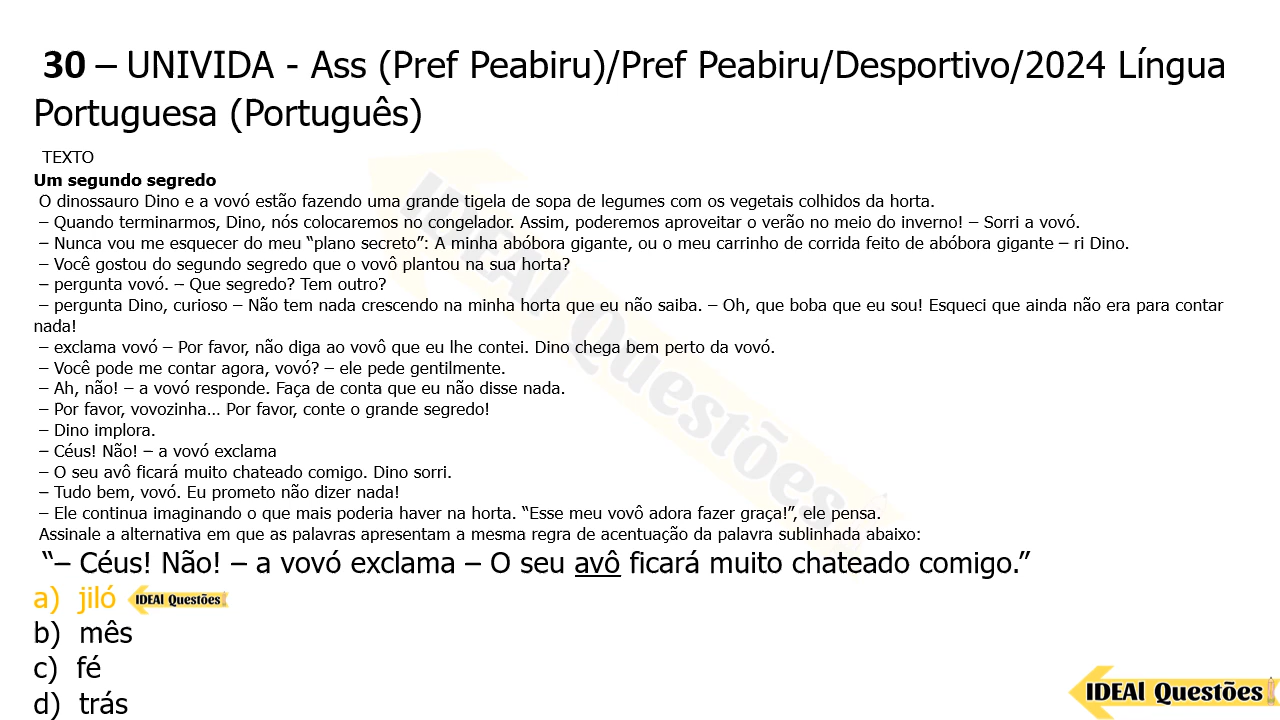 30 – UNIVIDA - Ass (Pref Peabiru)/Pref Peabiru/Desportivo/2024 Língua
Portuguesa (Português)
TEXTO
Um segundo segredo
O dinossauro Dino e a vovó estão fazendo uma grande tigela de sopa de legumes com os vegetais colhidos da horta.
– Quando terminarmos, Dino, nós colocaremos no congelador. Assim, poderemos aproveitar o verão no meio do inverno! – Sorri a vovó.
– Nunca vou me esquecer do meu “plano secreto”: A minha abóbora gigante, ou o meu carrinho de corrida feito de abóbora gigante – ri Dino.
– Você gostou do segundo segredo que o vovô plantou na sua horta?
– pergunta vovó. – Que segredo? Tem outro?
– pergunta Dino, curioso – Não tem nada crescendo na minha horta que eu não saiba. – Oh, que boba que eu sou! Esqueci que ainda não era para contar
nada!
– exclama vovó – Por favor, não diga ao vovô que eu lhe contei. Dino chega bem perto da vovó.
– Você pode me contar agora, vovó? – ele pede gentilmente.
– Ah, não! – a vovó responde. Faça de conta que eu não disse nada.
– Por favor, vovozinha... Por favor, conte o grande segredo!
– Dino implora.
– Céus! Não! – a vovó exclama
– O seu avô ficará muito chateado comigo. Dino sorri.
– Tudo bem, vovó. Eu prometo não dizer nada!
– Ele continua imaginando o que mais poderia haver na horta. “Esse meu vovô adora fazer graça!”, ele pensa.
Assinale a alternativa em que as palavras apresentam a mesma regra de acentuação da palavra sublinhada abaixo:
“– Céus! Não! – a vovó exclama – O seu avô ficará muito chateado comigo.”
a) jiló IDEAl Questões
b) mês
c) fé
d) trás
IDEAl Questões
IDEAl Questões